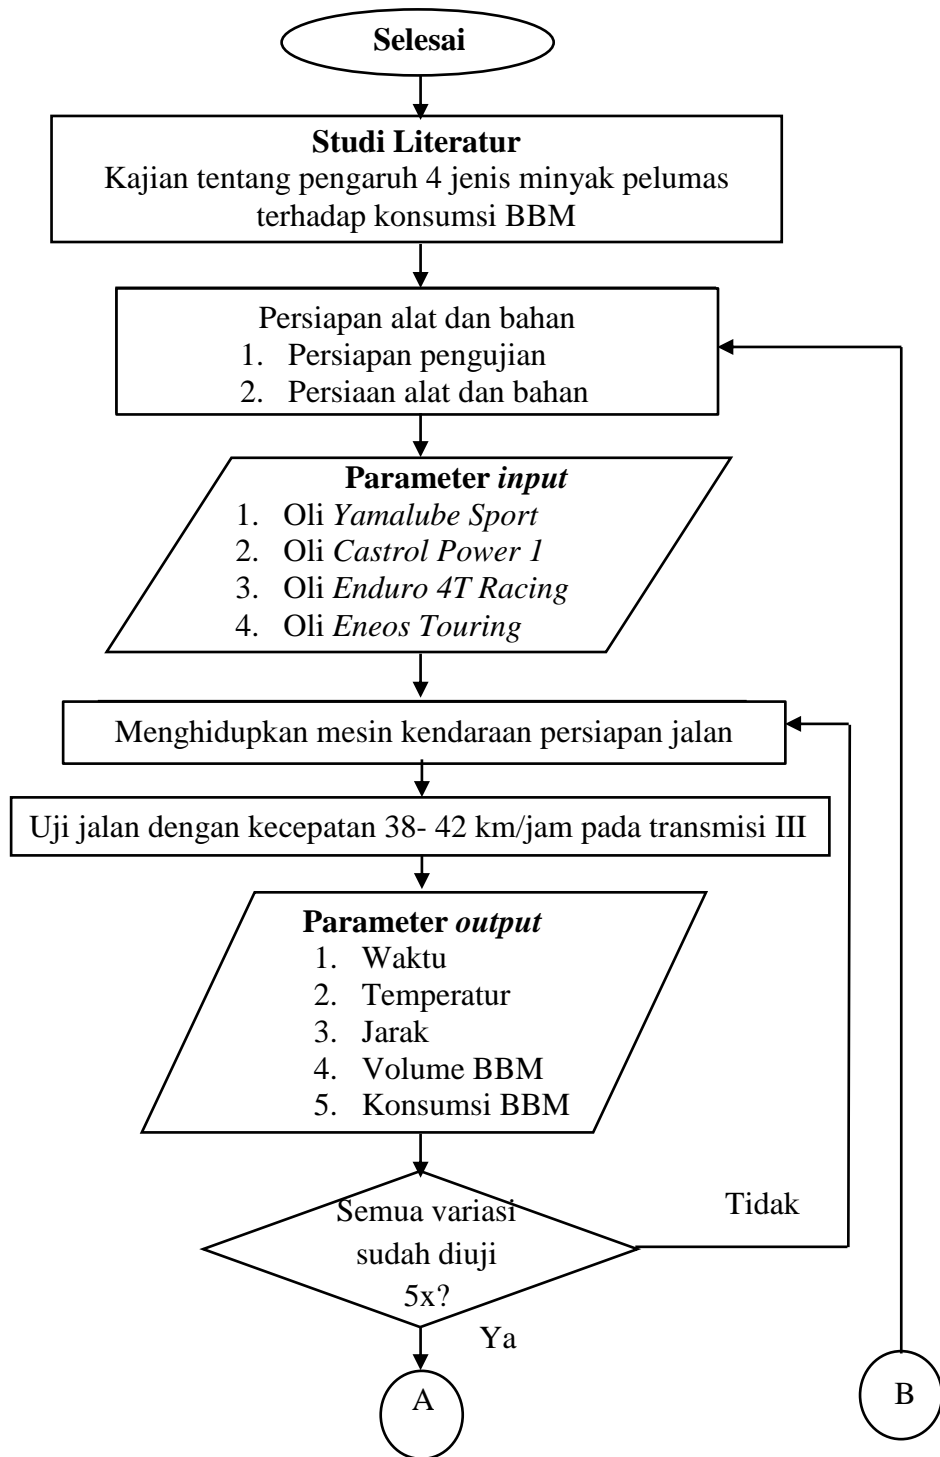 Selesai
Studi Literatur
Kajian tentang pengaruh 4 jenis minyak pelumas
terhadap konsumsi BBM
Persiapan alat dan bahan
1. Persiapan pengujian
2. Persiaan alat dan bahan
Parameter input
1. Oli Yamalube Sport
2. Oli Castrol Power 1
3. Oli Enduro 4T Racing
4. Oli Eneos Touring
Menghidupkan mesin kendaraan persiapan jalan
Uji jalan dengan kecepatan 38- 42 km/jam pada transmisi III
Parameter output
1. Waktu
2. Temperatur
3. Jarak
4. Volume BBM
5. Konsumsi BBM
Semua variasi
sudah diuji
5x?
Tidak
Ya
A
B